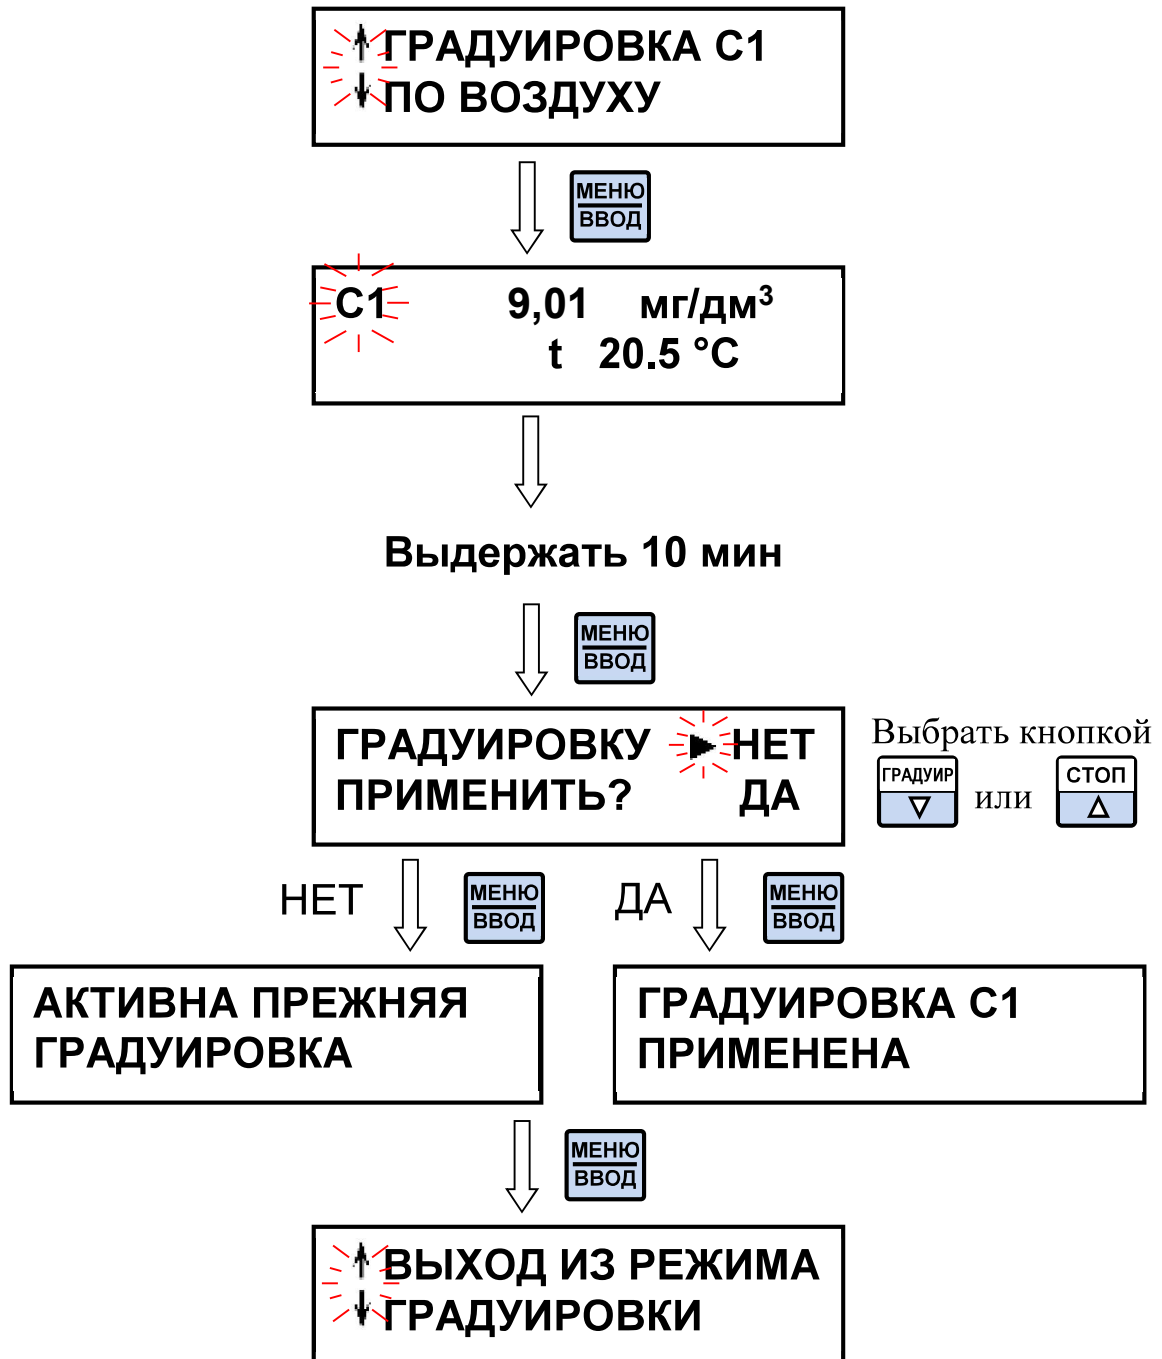 ГРАДУИРОВКА С1
ПО ВОЗДУХУ
МЕНЮ
ВВОД
С1 9,01 мг/дм³
t 20.5 °С
Выдержать 10 мин
МЕНЮ
ВВОД
ГРАДУИРОВКУ НЕТ
ПРИМЕНИТЬ? ДА
Выбрать кнопкой
ГРАДУИР или СТОП
НЕТ
МЕНЮ
ВВОД
ДА
МЕНЮ
ВВОД
АКТИВНА ПРЕЖНЯЯ
ГРАДУИРОВКА
ГРАДУИРОВКА С1
ПРИМЕНЕНА
МЕНЮ
ВВОД
ВЫХОД ИЗ РЕЖИМА
ГРАДУИРОВКИ